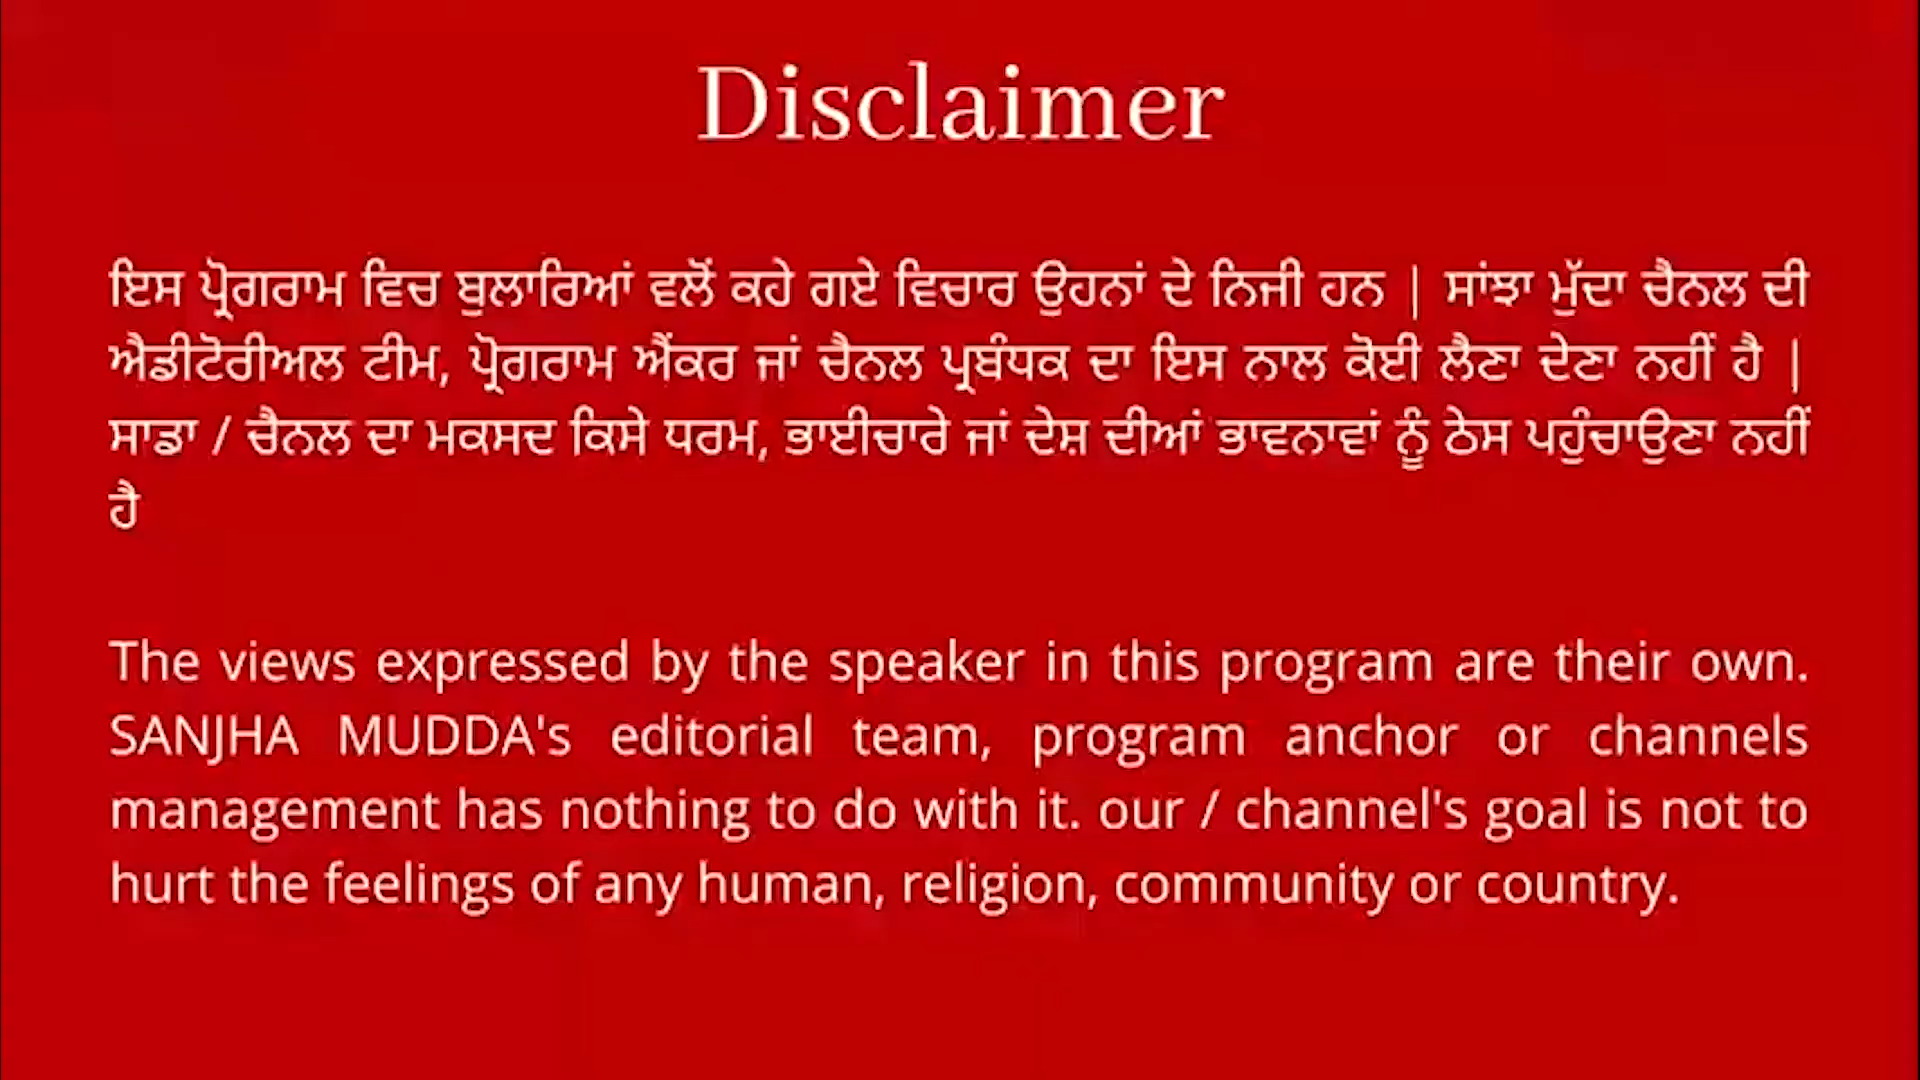 Disclaimer
ਇਸ ਪ੍ਰੋਗਰਾਮ ਵਿਚ ਬੁਲਾਰਿਆਂ ਵਲੋਂ ਕਹੇ ਗਏ ਵਿਚਾਰ ਉਹਨਾਂ ਦੇ ਨਿਜੀ ਹਨ | ਸਾਂਝਾ ਮੁੱਦਾ ਚੈਨਲ ਦੀ
ਐਡੀਟੋਰੀਅਲ ਟੀਮ, ਪ੍ਰੋਗਰਾਮ ਐਂਕਰ ਜਾਂ ਚੈਨਲ ਪ੍ਰਬੰਧਕ ਦਾ ਇਸ ਨਾਲ ਕੋਈ ਲੈਣਾ ਦੇਣਾ ਨਹੀਂ ਹੈ |
ਸਾਡਾ / ਚੈਨਲ ਦਾ ਮਕਸਦ ਕਿਸੇ ਧਰਮ, ਭਾਈਚਾਰੇ ਜਾਂ ਦੇਸ਼ ਦੀਆਂ ਭਾਵਨਾਵਾਂ ਨੂੰ ਠੇਸ ਪਹੁੰਚਾਉਣਾ ਨਹੀਂ
ਹੈ
The views expressed by the speaker in this program are their own.
SANJHA MUDDA's editorial team, program anchor or channels
management has nothing to do with it. our / channel's goal is not to
hurt the feelings of any human, religion, community or country.